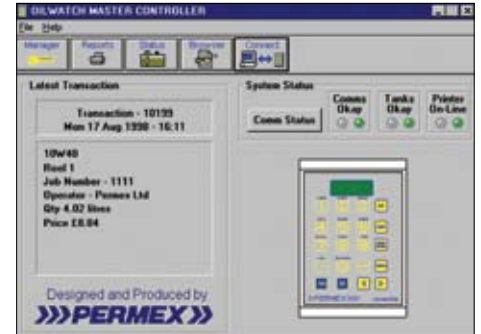 OILWATCH MASTER CONTROLLER
File Help
Manager Reports Status Browser Connect
Latest Transaction
Transaction - 10199
Mon 17 Aug 1998 - 16:11
10W40
Reel 1
Job Number - 1111
Operator - Permex Ltd
Qty 4.02 litres
Price £8.04
Designed and Produced by
PERMEX
System Status
Comm Status
Comms Okay
Tanks Okay
Printer On-Line
PERMEX